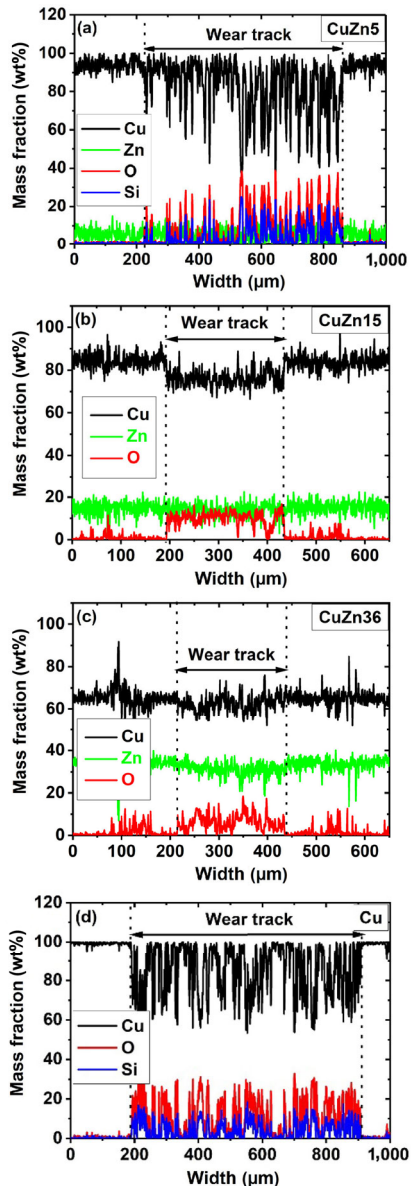 (a) CuZn5
Wear track
Mass fraction (wt%)
120
100
80
60
40
20
0
Cu
Zn
O
Si
0 200 400 600 800 1,000
Width (µm)
(b) CuZn15
Wear track
Mass fraction (wt%)
120
100
80
60
40
20
0
Cu
Zn
O
0 100 200 300 400 500 600
Width (µm)
(c) CuZn36
Wear track
Mass fraction (wt%)
100
80
60
40
20
0
Cu
Zn
O
0 100 200 300 400 500 600
Width (µm)
(d) Cu
Wear track
Mass fraction (wt%)
120
100
80
60
40
20
0
Cu
O
Si
0 200 400 600 800 1,000
Width (µm)